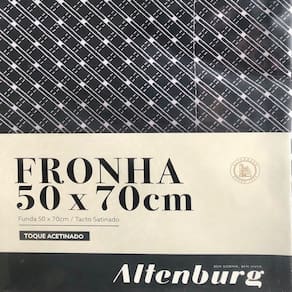 FRONHA
50 x 70cm
Funda 50 x 70cm / Tacto Satinado
TOQUE ACETINADO
Altenburg